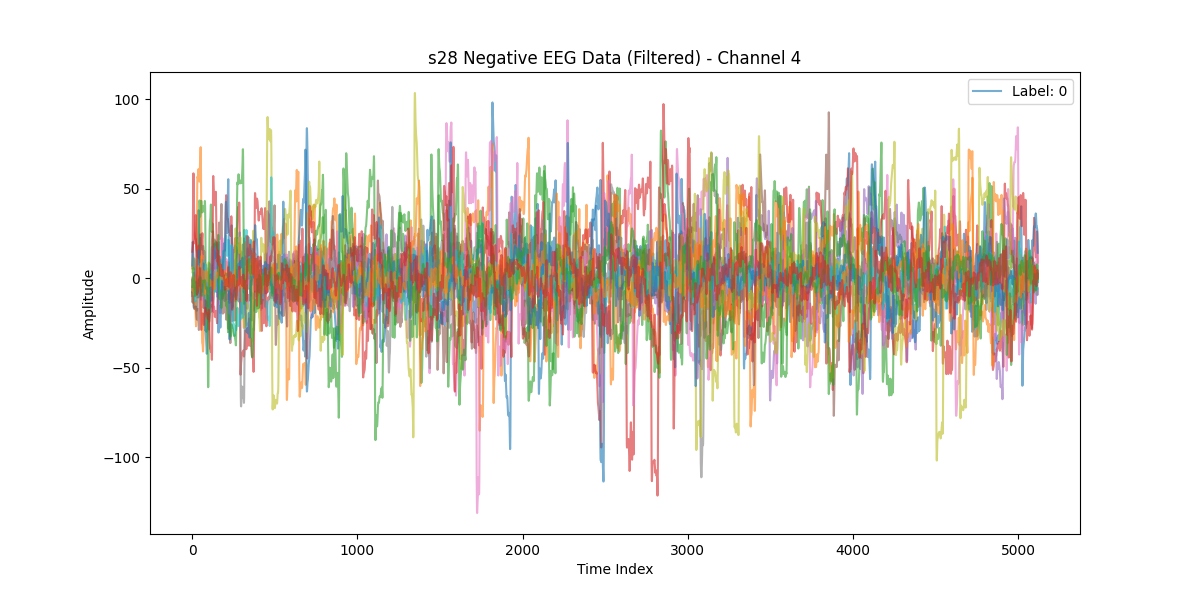 s28 Negative EEG Data (Filtered) - Channel 4
Label: 0
Amplitude
100
50
0
−50
−100
0 1000 2000 3000 4000 5000
Time Index